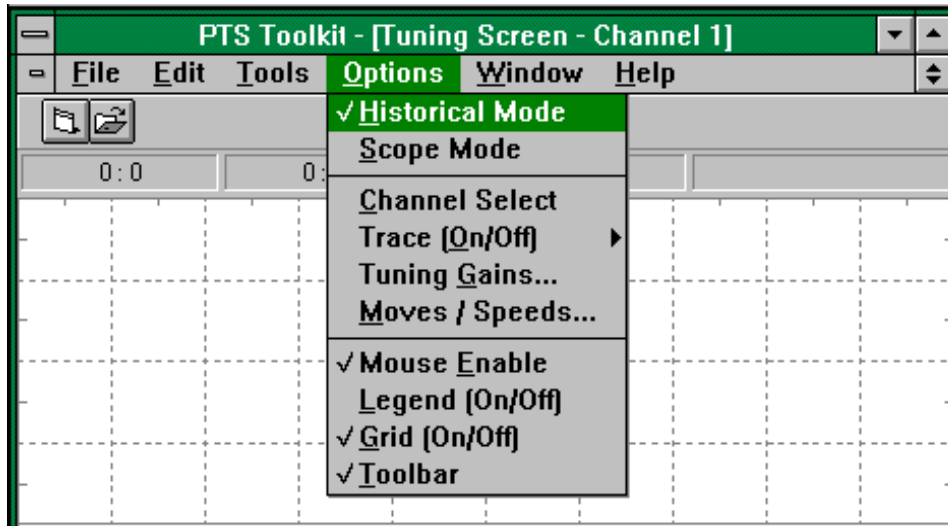 PTS Toolkit - [Tuning Screen - Channel 1]
File Edit Tools Options Window Help
0:0 0:
Historical Mode
Scope Mode
Channel Select
Trace (On/Off)
Tuning Gains...
Moves / Speeds...
Mouse Enable
Legend (On/Off)
Grid (On/Off)
Toolbar